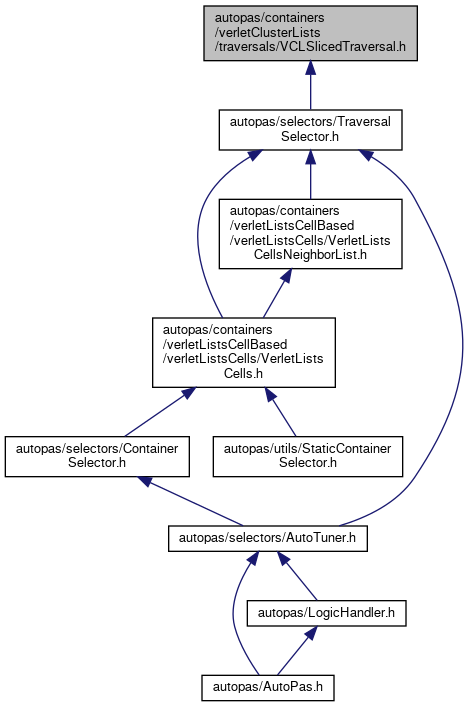 autopas/containers
/verletClusterLists
/traversals/VCLSlicedTraversal.h
autopas/selectors/Traversal
Selector.h
autopas/containers
/verletListsCellBased
/verletListsCells/VerletLists
CellsNeighborList.h
autopas/containers
/verletListsCellBased
/verletListsCells/VerletLists
Cells.h
autopas/selectors/Container
Selector.h
autopas/utils/StaticContainer
Selector.h
autopas/selectors/AutoTuner.h
autopas/LogicHandler.h
autopas/AutoPas.h